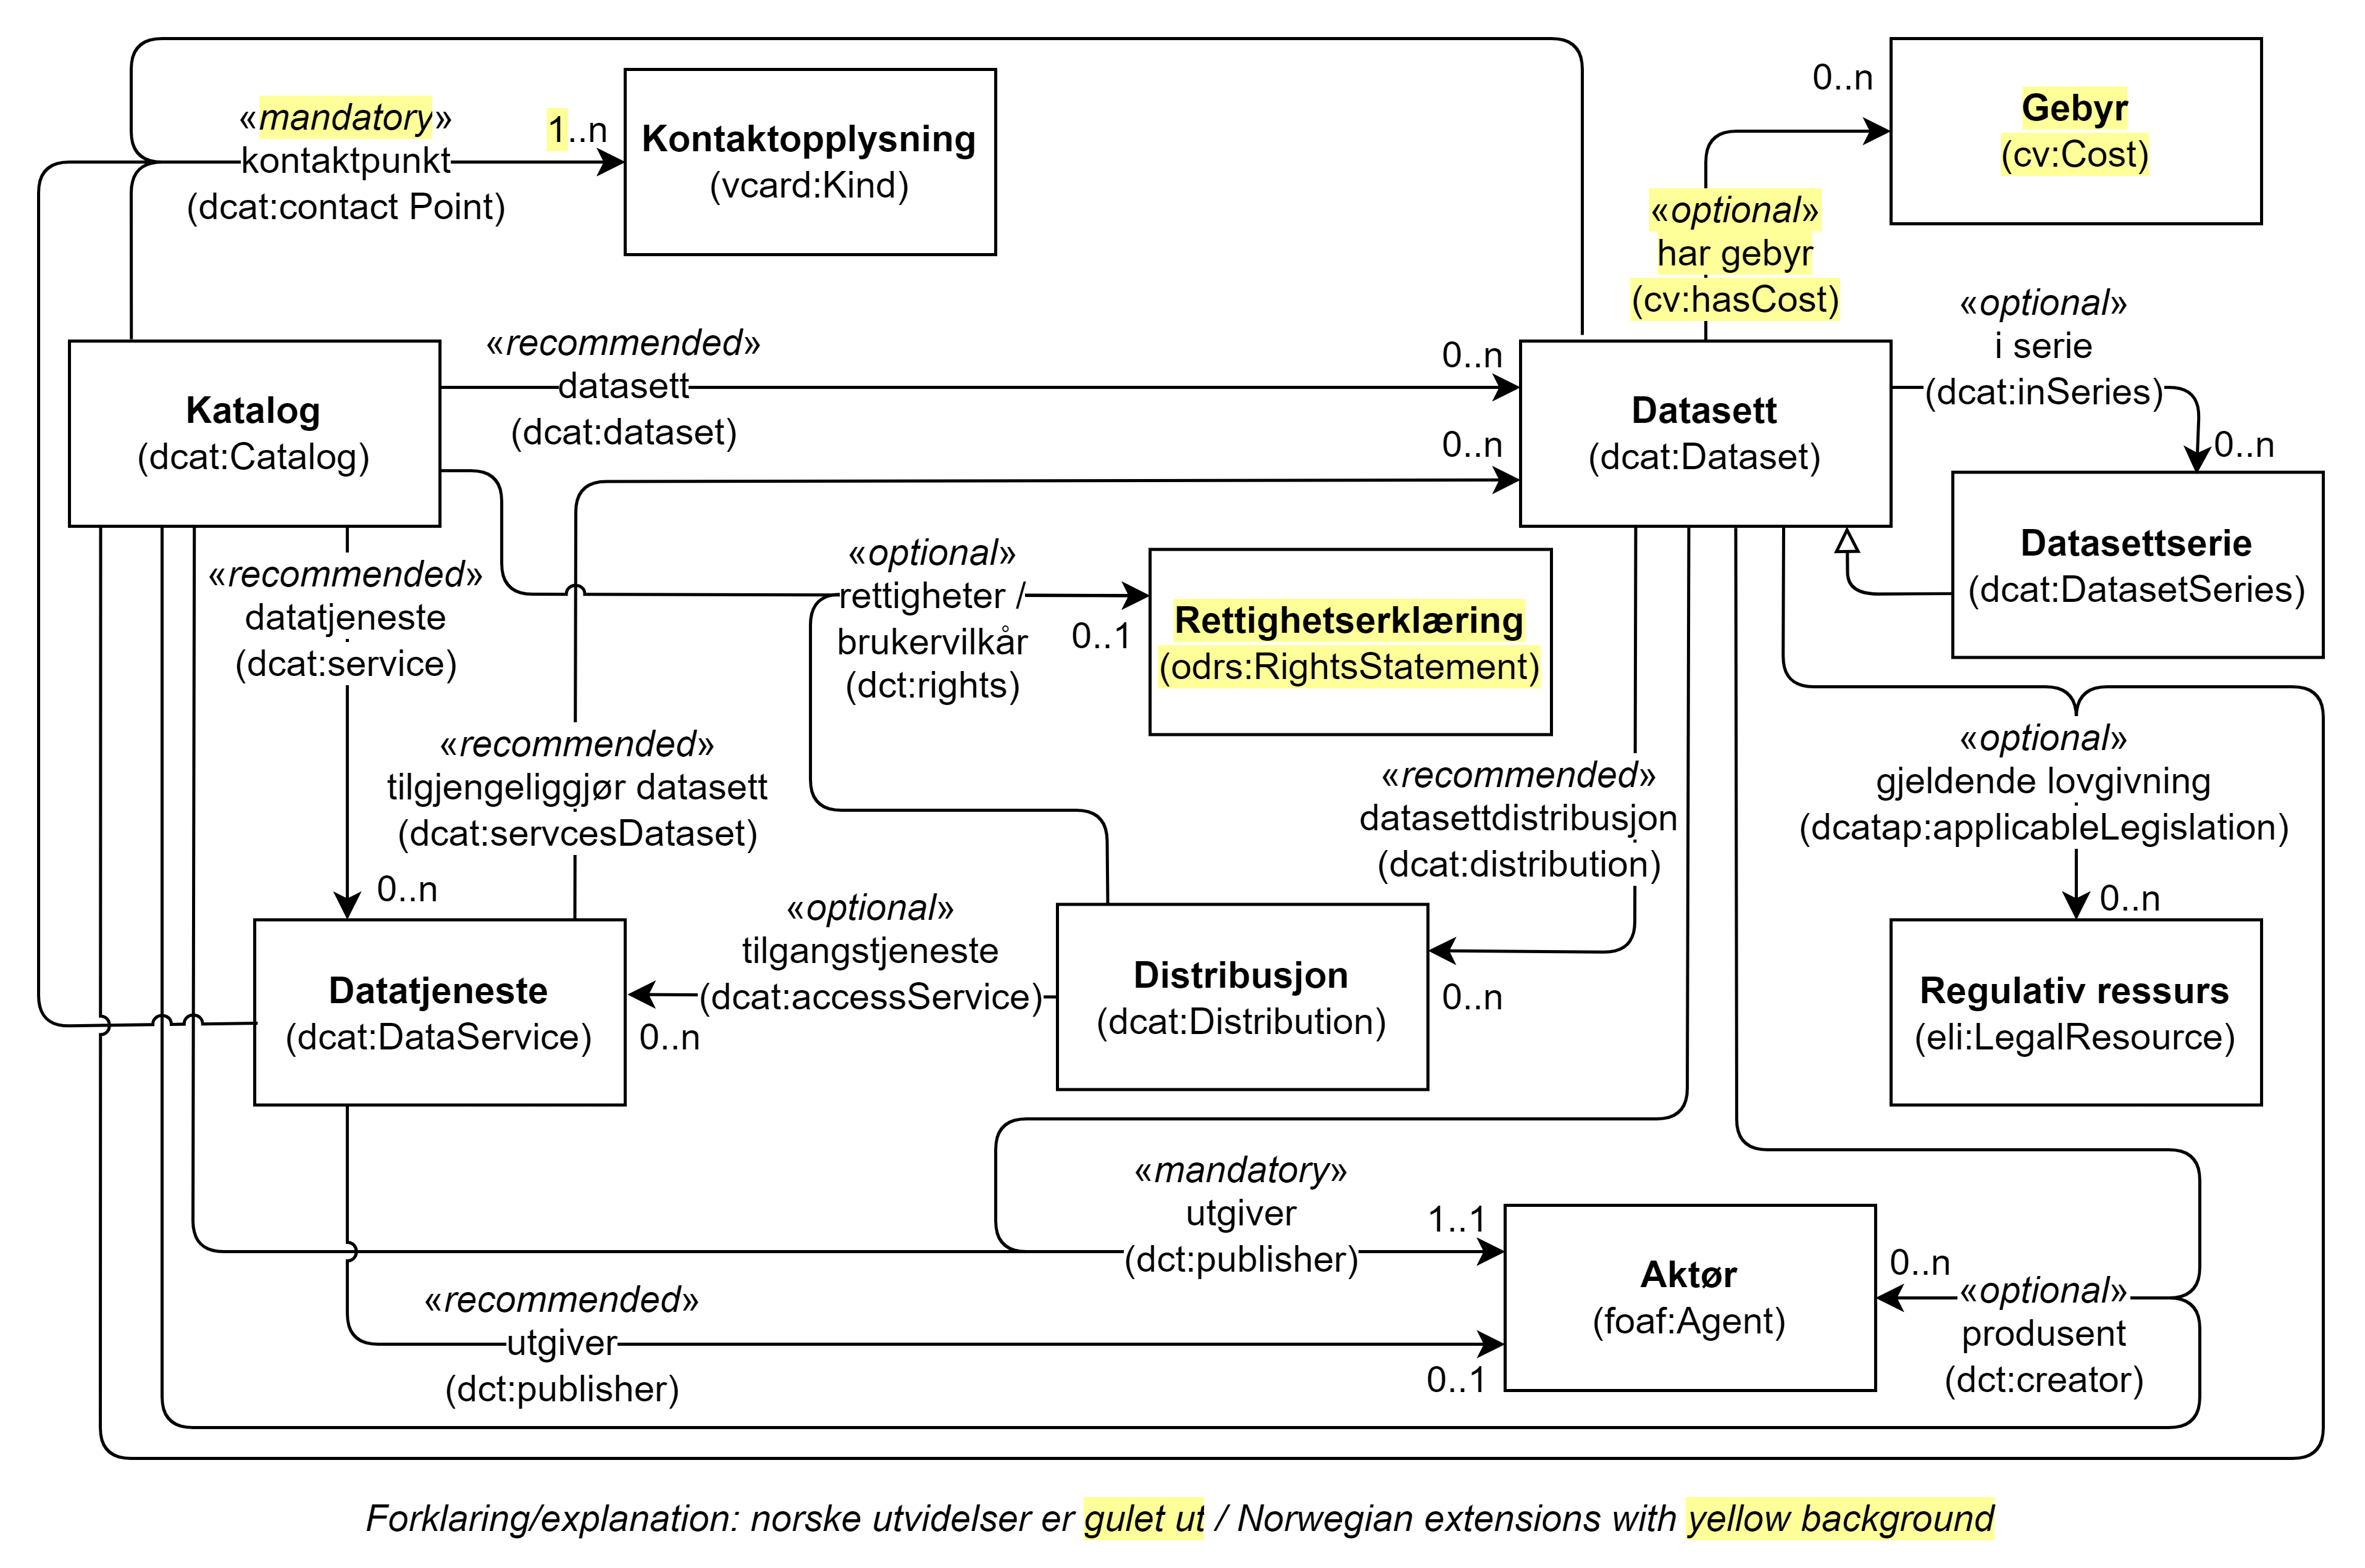 «mandatory»
kontaktpunkt
(dcat:contact Point)
1..n
Kontaktopplysning
(vcard:Kind)
0..n
Gebyr
(cv:Cost)
«optional»
har gebyr
(cv:hasCost)
«optional»
i serie
(dcat:inSeries)
0..n
Katalog
(dcat:Catalog)
«recommended»
datasett
(dcat:dataset)
0..n
0..n
Datasett
(dcat:Dataset)
Datasettserie
(dcat:DatasetSeries)
«recommended»
datatjeneste
(dcat:service)
0..n
«optional»
rettigheter /
brukervilkår
(dct:rights)
0..1
Rettighetserklæring
(odrs:RightsStatement)
«recommended»
tilgjengeliggjør datasett
(dcat:servcesDataset)
«recommended»
datasettdistribusjon
(dcat:distribution)
0..n
«optional»
gjeldende lovgivning
(dcatap:applicableLegislation)
0..n
Datatjeneste
(dcat:DataService)
«optional»
tilgangstjeneste
(dcat:accessService)
0..n
Distribusjon
(dcat:Distribution)
Regulativ ressurs
(eli:LegalResource)
«mandatory»
utgiver
(dct:publisher)
1..1
«recommended»
utgiver
(dct:publisher)
0..1
Aktør
(foaf:Agent)
0..n
«optional»
produsent
(dct:creator)
Forklaring/explanation: norske utvidelser er gulet ut / Norwegian extensions with yellow background